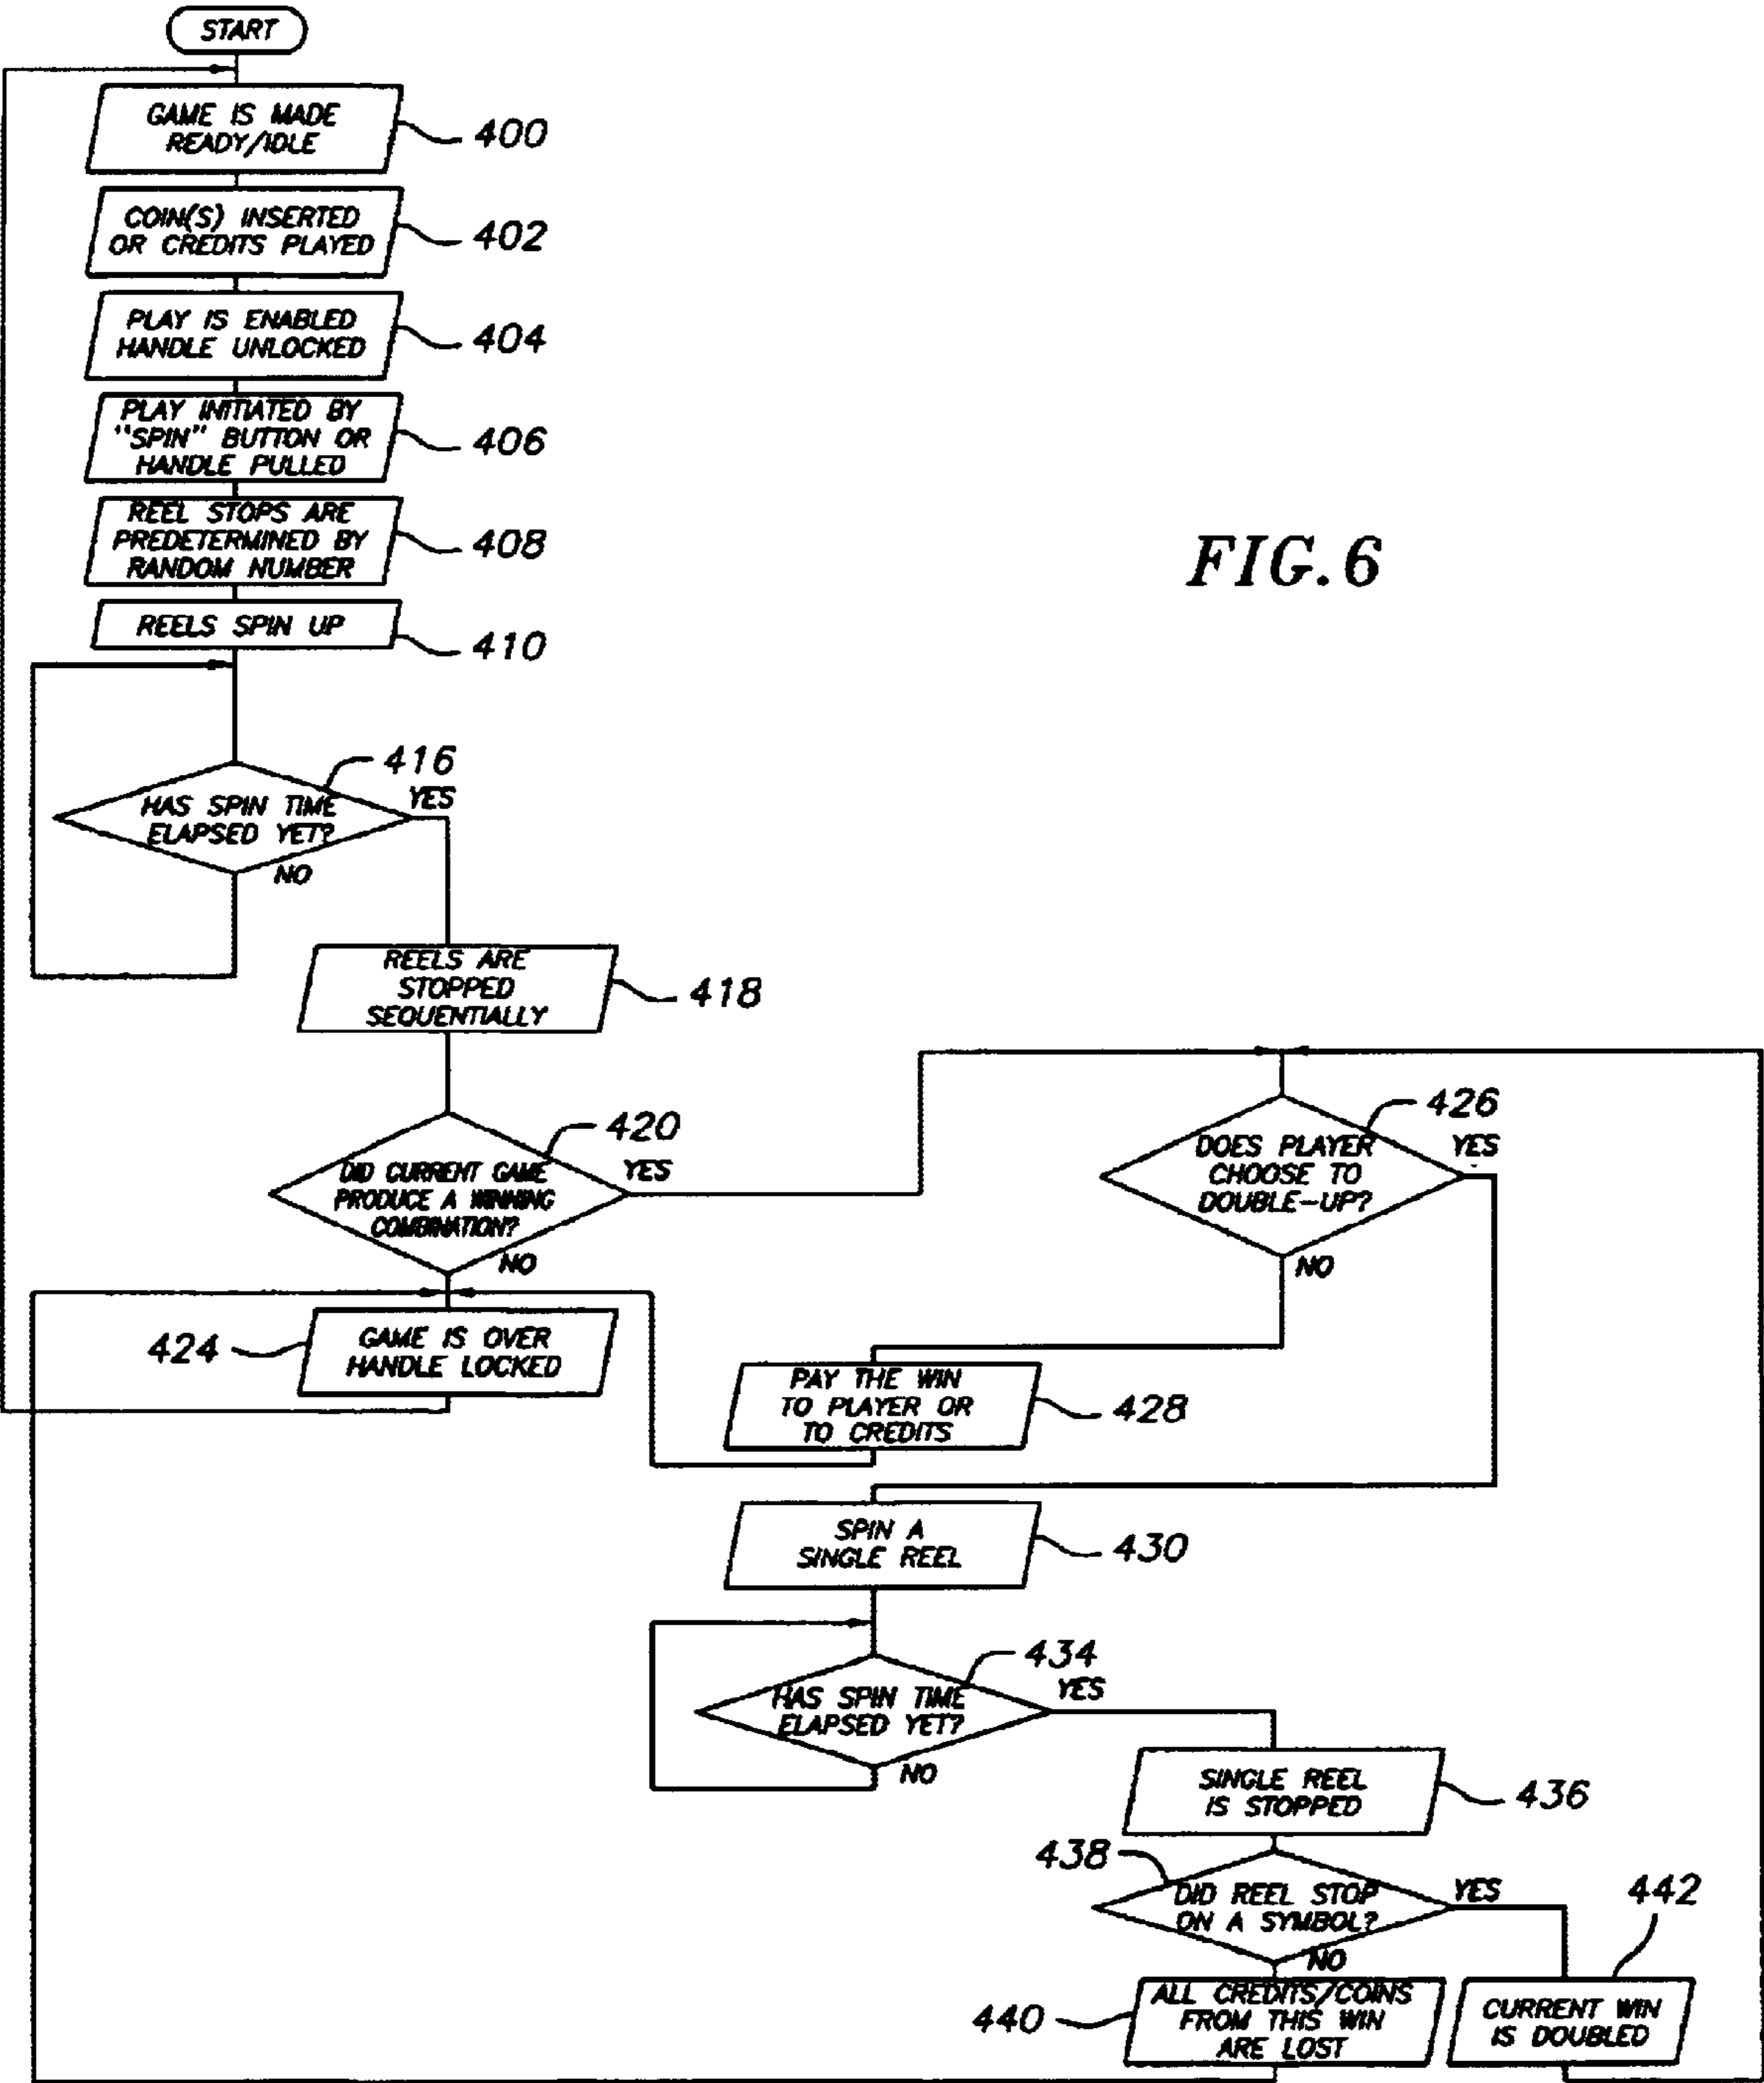 START
GAME IS MADE
READY/IDLE
400
COIN(S) INSERTED
OR CREDITS PLAYED
402
PLAY IS ENABLED
HANDLE UNLOCKED
404
PLAY INITIATED BY
"SPIN" BUTTON OR
HANDLE PULLED
406
REEL STOPS ARE
PREDETERMINED BY
RANDOM NUMBER
408
FIG. 6
REELS SPIN UP
410
416
HAS SPIN TIME
ELAPSED YET?
YES
NO
REELS ARE
STOPPED
SEQUENTIALLY
418
420
DID CURRENT GAME
PRODUCE A WINNING
COMBINATION?
YES
NO
426
DOES PLAYER
CHOOSE TO
DOUBLE-UP?
YES
NO
424
GAME IS OVER
HANDLE LOCKED
PAY THE WIN
TO PLAYER OR
TO CREDITS
428
SPIN A
SINGLE REEL
430
434
HAS SPIN TIME
ELAPSED YET?
YES
NO
SINGLE REEL
IS STOPPED
436
438
DID REEL STOP
ON A SYMBOL?
YES
NO
442
440
ALL CREDITS/COINS
FROM THIS WIN
ARE LOST
CURRENT WIN
IS DOUBLED